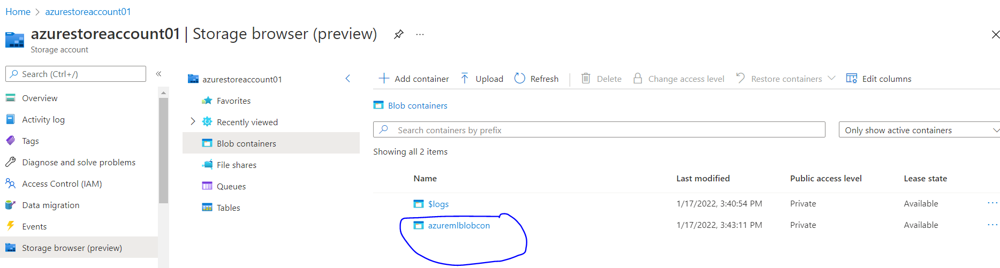 Home > azurestoreaccount01
azurestoreaccount01 | Storage browser (preview) ...
Storage account
Search (Ctrl+/)
«
Overview
Activity log
Tags
Diagnose and solve problems
Access Control (IAM)
Data migration
Events
Storage browser (preview)
azurestoreaccount01
Favorites
Recently viewed
Blob containers
File shares
Queues
Tables
Add container Upload Refresh Delete Change access level Restore containers Edit columns
Blob containers
Search containers by prefix Only show active containers
Showing all 2 items
Name Last modified Public access level Lease state
$logs 1/17/2022, 3:40:54 PM Private Available ...
azuremlblobcon 1/17/2022, 3:43:11 PM Private Available ...